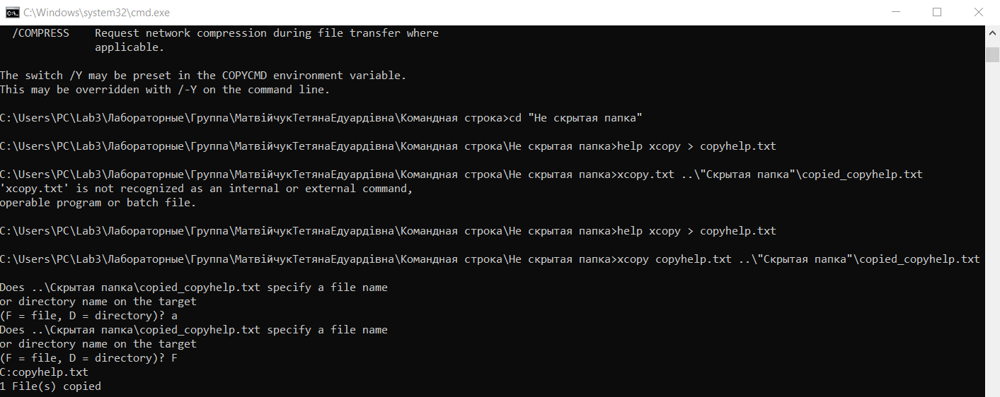 C:\Windows\system32\cmd.exe
/COMPRESS    Request network compression during file transfer where
applicable.
The switch /Y may be preset in the COPYCMD environment variable.
This may be overridden with /-Y on the command line.
C:\Users\PC\Lab3\Лабораторные\Группа\МатвійчукТетянаЕдуардівна\Командная строка>cd "Не скрытая папка"
C:\Users\PC\Lab3\Лабораторные\Группа\МатвійчукТетянаЕдуардівна\Командная строка\Не скрытая папка>help xcopy > copyhelp.txt
C:\Users\PC\Lab3\Лабораторные\Группа\МатвійчукТетянаЕдуардівна\Командная строка\Не скрытая папка>xcopy.txt ..\"Скрытая папка"\copied_copyhelp.txt
'xcopy.txt' is not recognized as an internal or external command,
operable program or batch file.
C:\Users\PC\Lab3\Лабораторные\Группа\МатвійчукТетянаЕдуардівна\Командная строка\Не скрытая папка>help xcopy > copyhelp.txt
C:\Users\PC\Lab3\Лабораторные\Группа\МатвійчукТетянаЕдуардівна\Командная строка\Не скрытая папка>xcopy copyhelp.txt ..\"Скрытая папка"\copied_copyhelp.txt
Does ..\Скрытая папка\copied_copyhelp.txt specify a file name
or directory name on the target
(F = file, D = directory)? a
Does ..\Скрытая папка\copied_copyhelp.txt specify a file name
or directory name on the target
(F = file, D = directory)? F
C:copyhelp.txt
1 File(s) copied